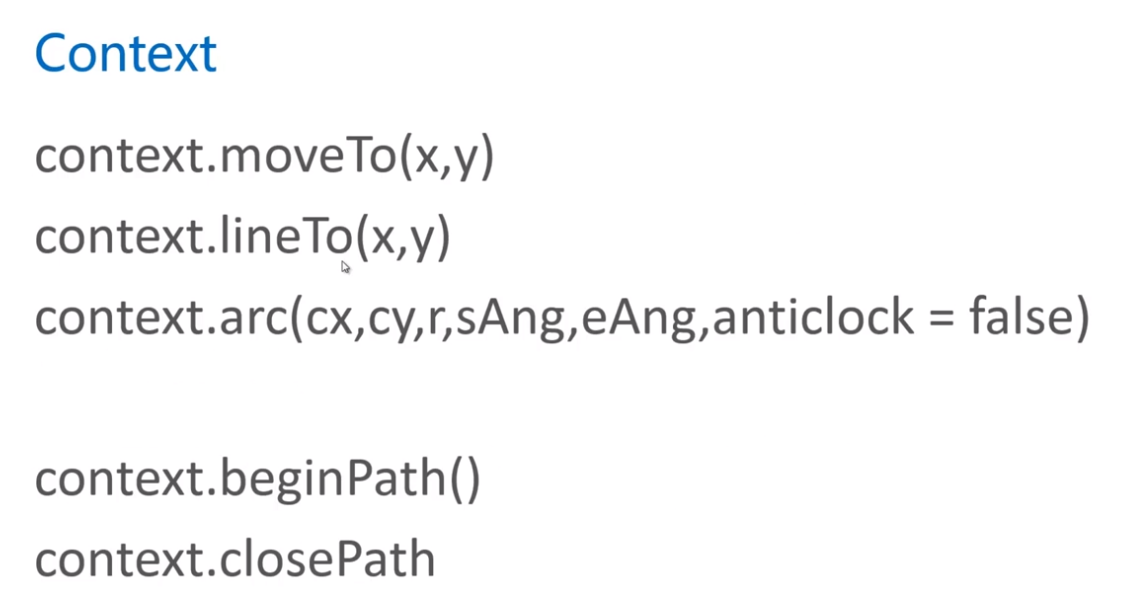 Context
context.moveTo(x,y)
context.lineTo(x,y)
context.arc(cx,cy,r,sAng,eAng,anticlock = false)
context.beginPath()
context.closePath